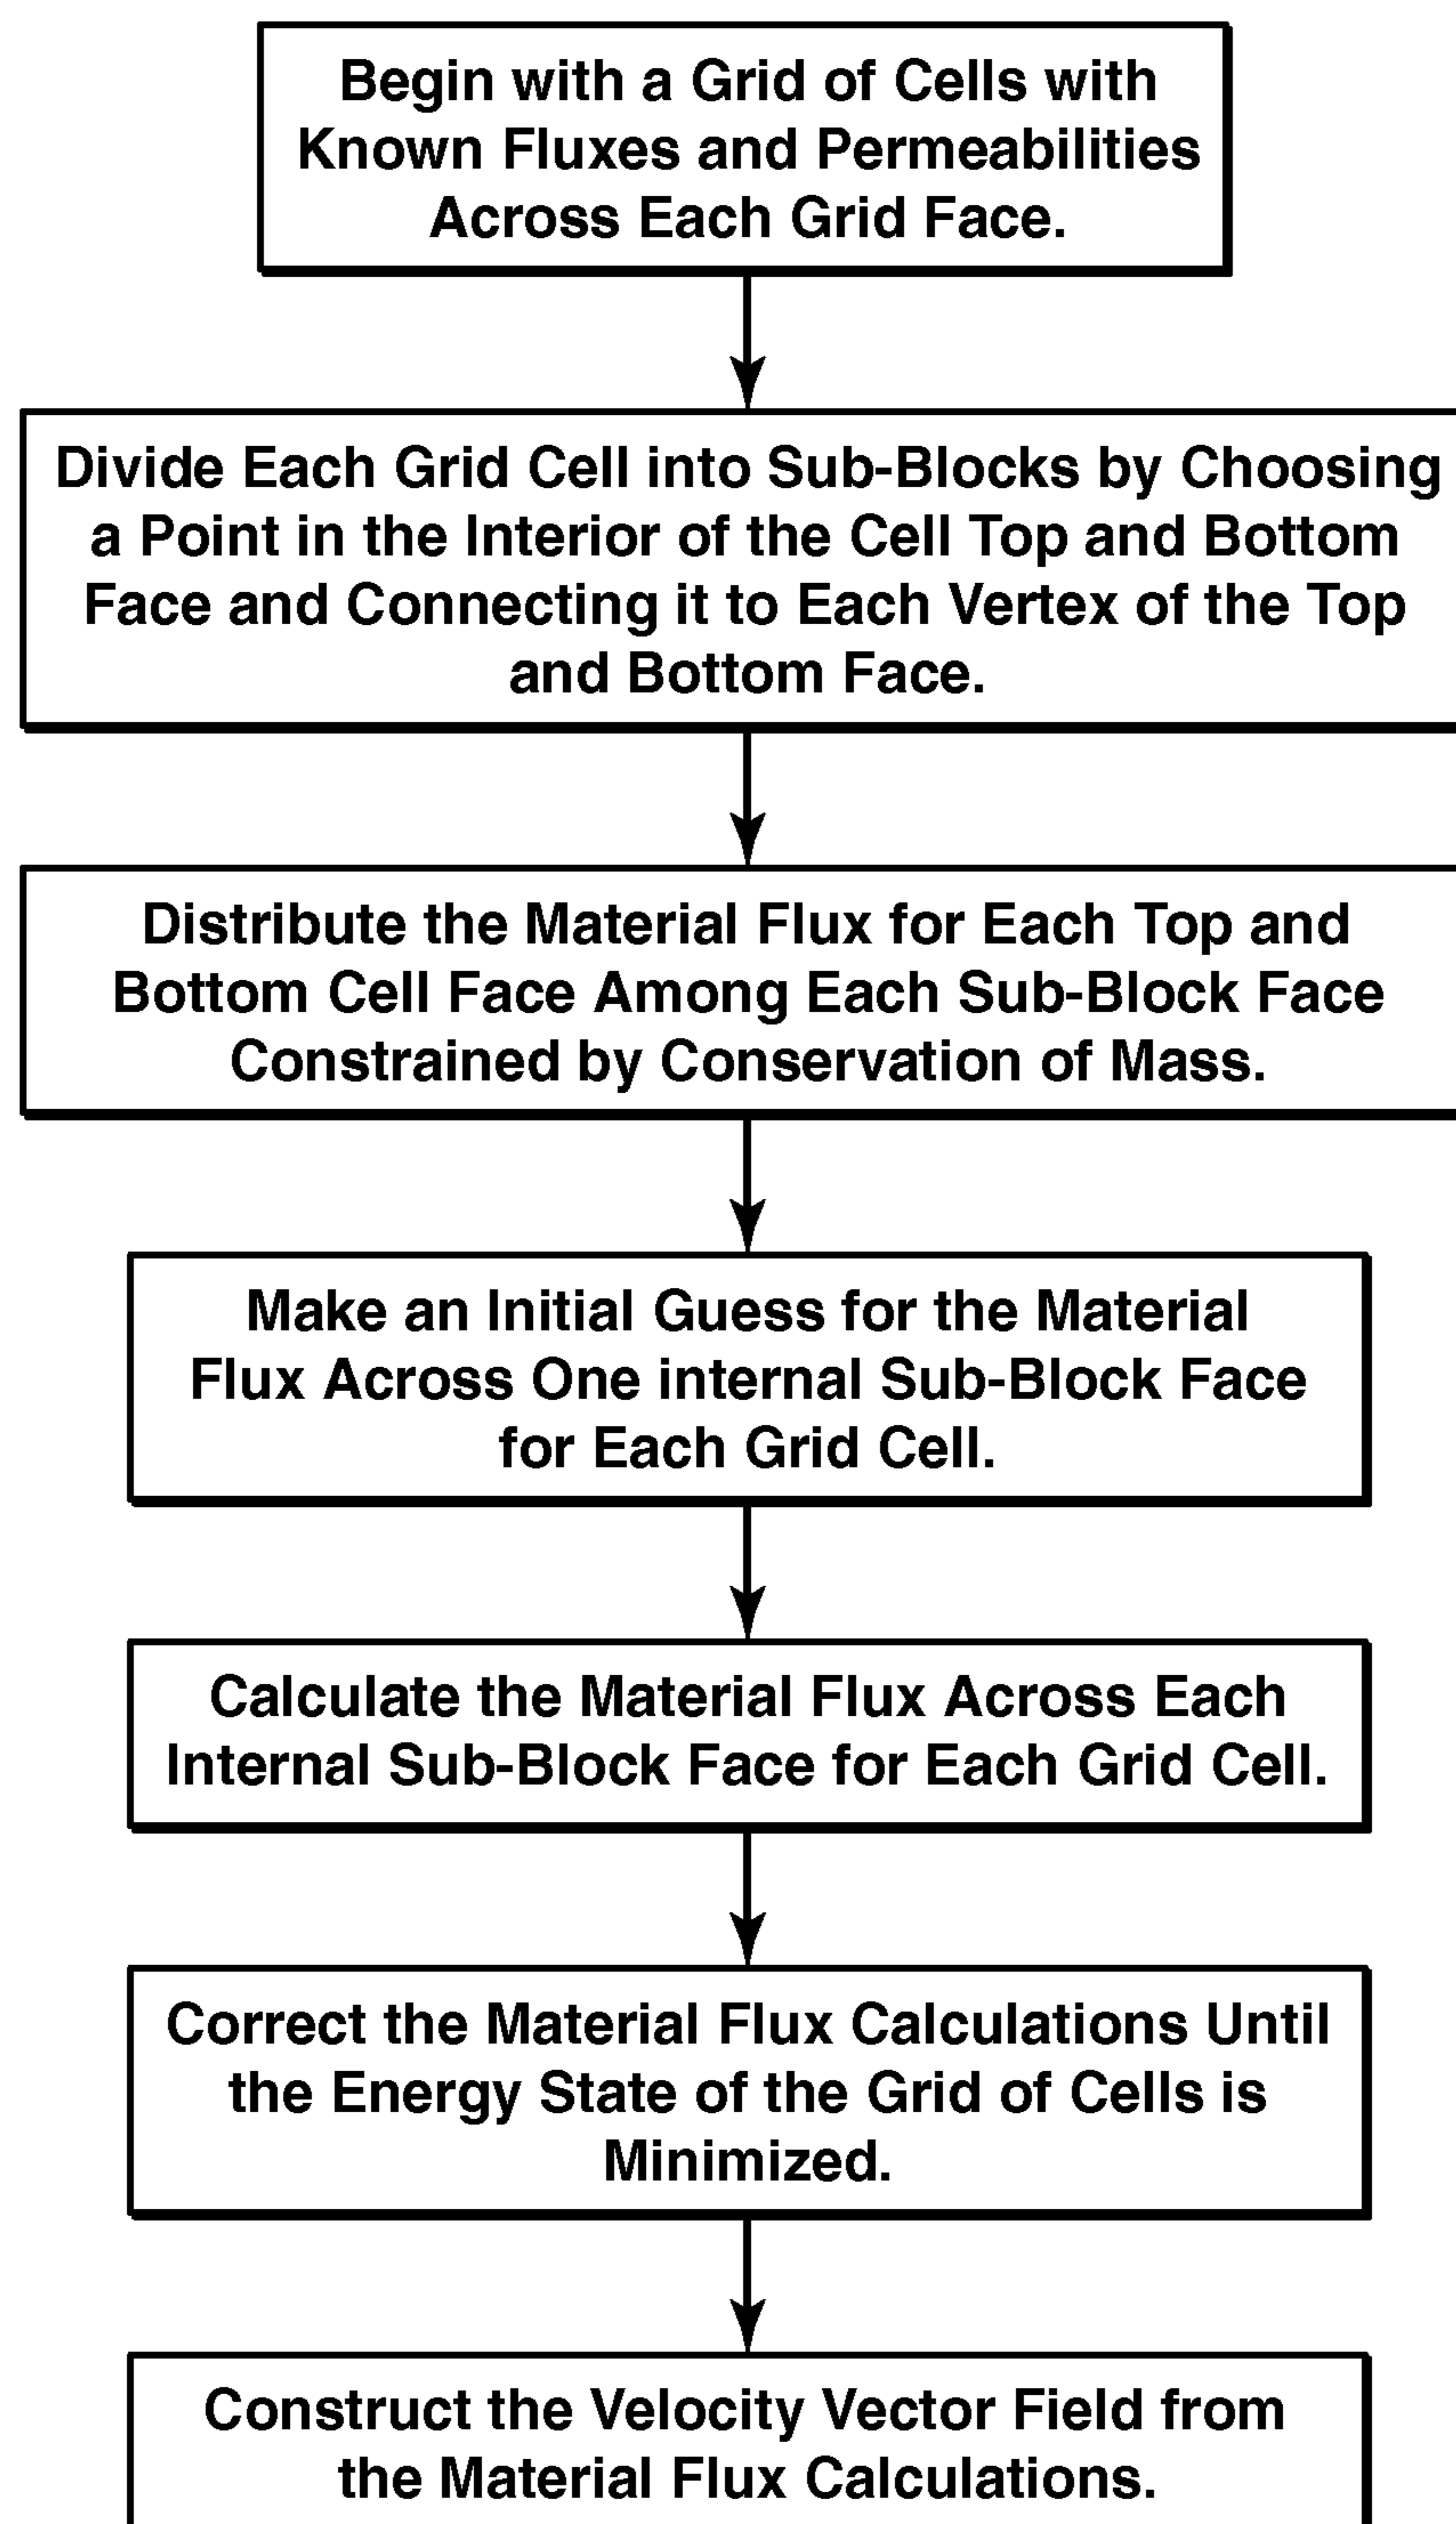 Begin with a Grid of Cells with
Known Fluxes and Permeabilities
Across Each Grid Face.
Divide Each Grid Cell into Sub-Blocks by Choosing
a Point in the Interior of the Cell Top and Bottom
Face and Connecting it to Each Vertex of the Top
and Bottom Face.
Distribute the Material Flux for Each Top and
Bottom Cell Face Among Each Sub-Block Face
Constrained by Conservation of Mass.
Make an Initial Guess for the Material
Flux Across One internal Sub-Block Face
for Each Grid Cell.
Calculate the Material Flux Across Each
Internal Sub-Block Face for Each Grid Cell.
Correct the Material Flux Calculations Until
the Energy State of the Grid of Cells is
Minimized.
Construct the Velocity Vector Field from
the Material Flux Calculations.